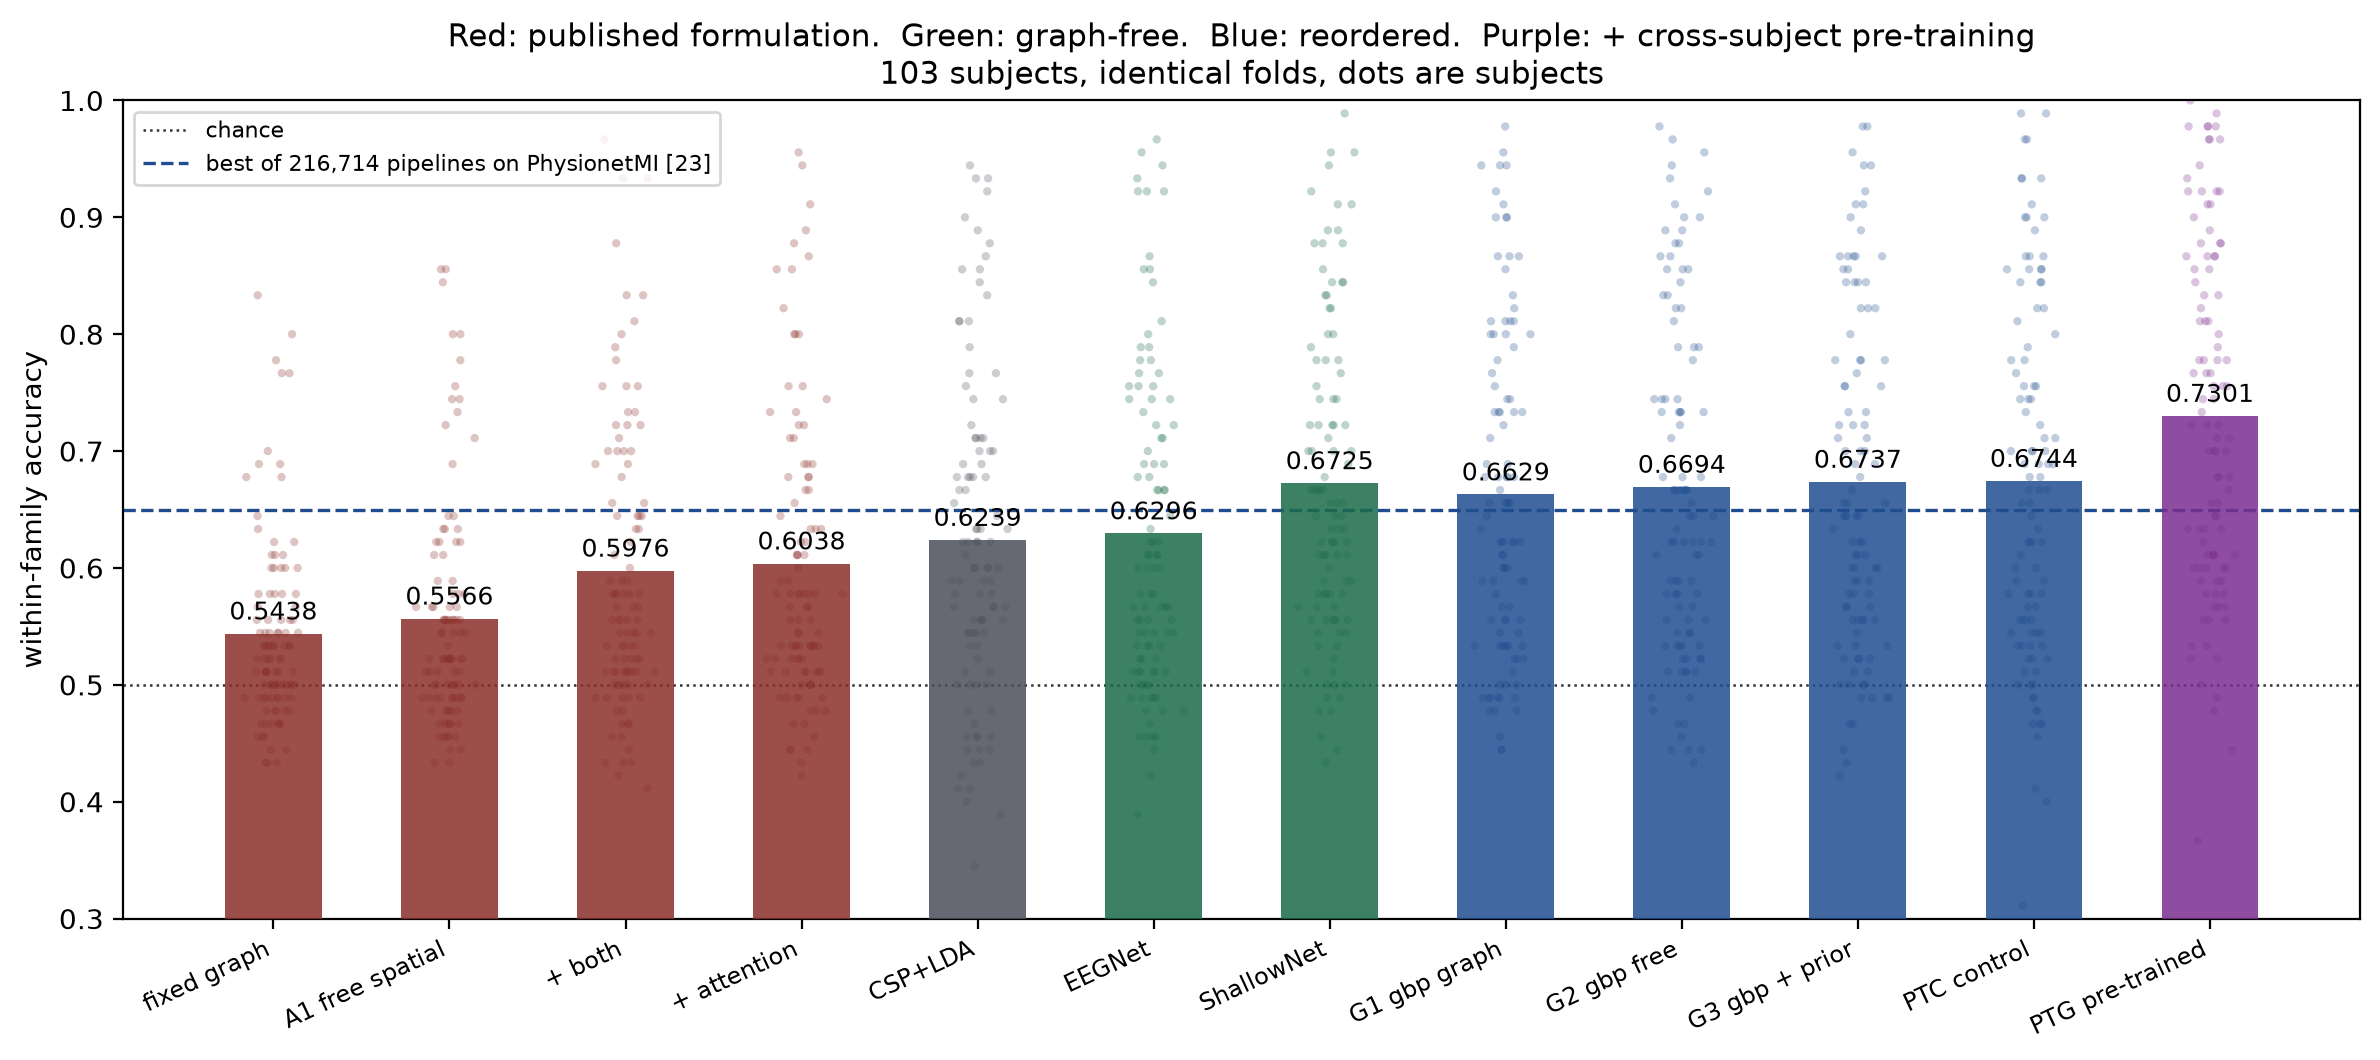 Red: published formulation.  Green: graph-free.  Blue: reordered.  Purple: + cross-subject pre-training
103 subjects, identical folds, dots are subjects
chance
best of 216,714 pipelines on PhysionetMI [23]
within-family accuracy
1.0
0.9
0.8
0.7
0.6
0.5
0.4
0.3
0.5438
0.5566
0.5976
0.6038
0.6239
0.6296
0.6725
0.6629
0.6694
0.6737
0.6744
0.7301
fixed graph
A1 free spatial
+ both
+ attention
CSP+LDA
EEGNet
ShallowNet
G1 gbp graph
G2 gbp free
G3 gbp + prior
PTC control
PTG pre-trained